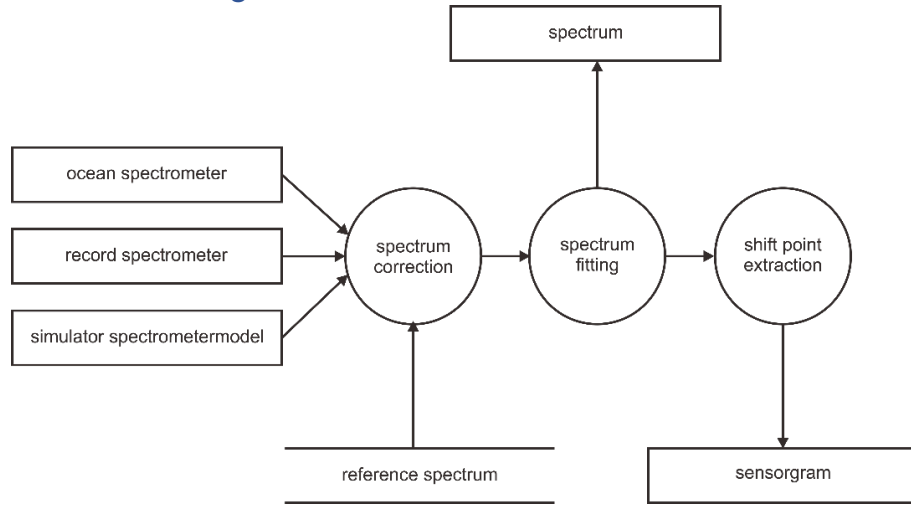 spectrum
ocean spectrometer
record spectrometer
simulator spectrometermodel
spectrum
correction
spectrum
fitting
shift point
extraction
reference spectrum
sensorgram